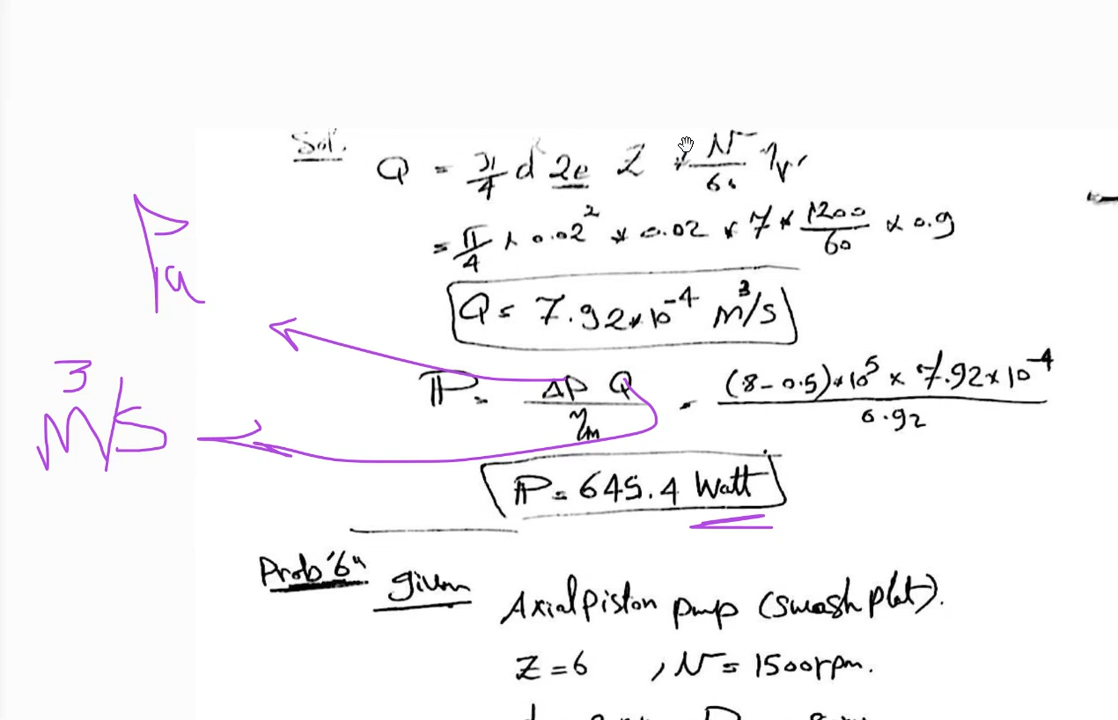 Sol.
Q = π/4 d² 2e Z * N/60 ηv
= π/4 × 0.02² * 0.02 * 7 * 1200/60 × 0.9
Q = 7.92*10⁻⁴ m³/s
Pa
P = ΔP Q / ηm = (8-0.5)*10⁵ × 7.92×10⁻⁴ / 0.92
M³/S
P = 645.4 Watt
Prob "6" given Axial piston pump (swash plat).
Z = 6 , N = 1500 rpm.